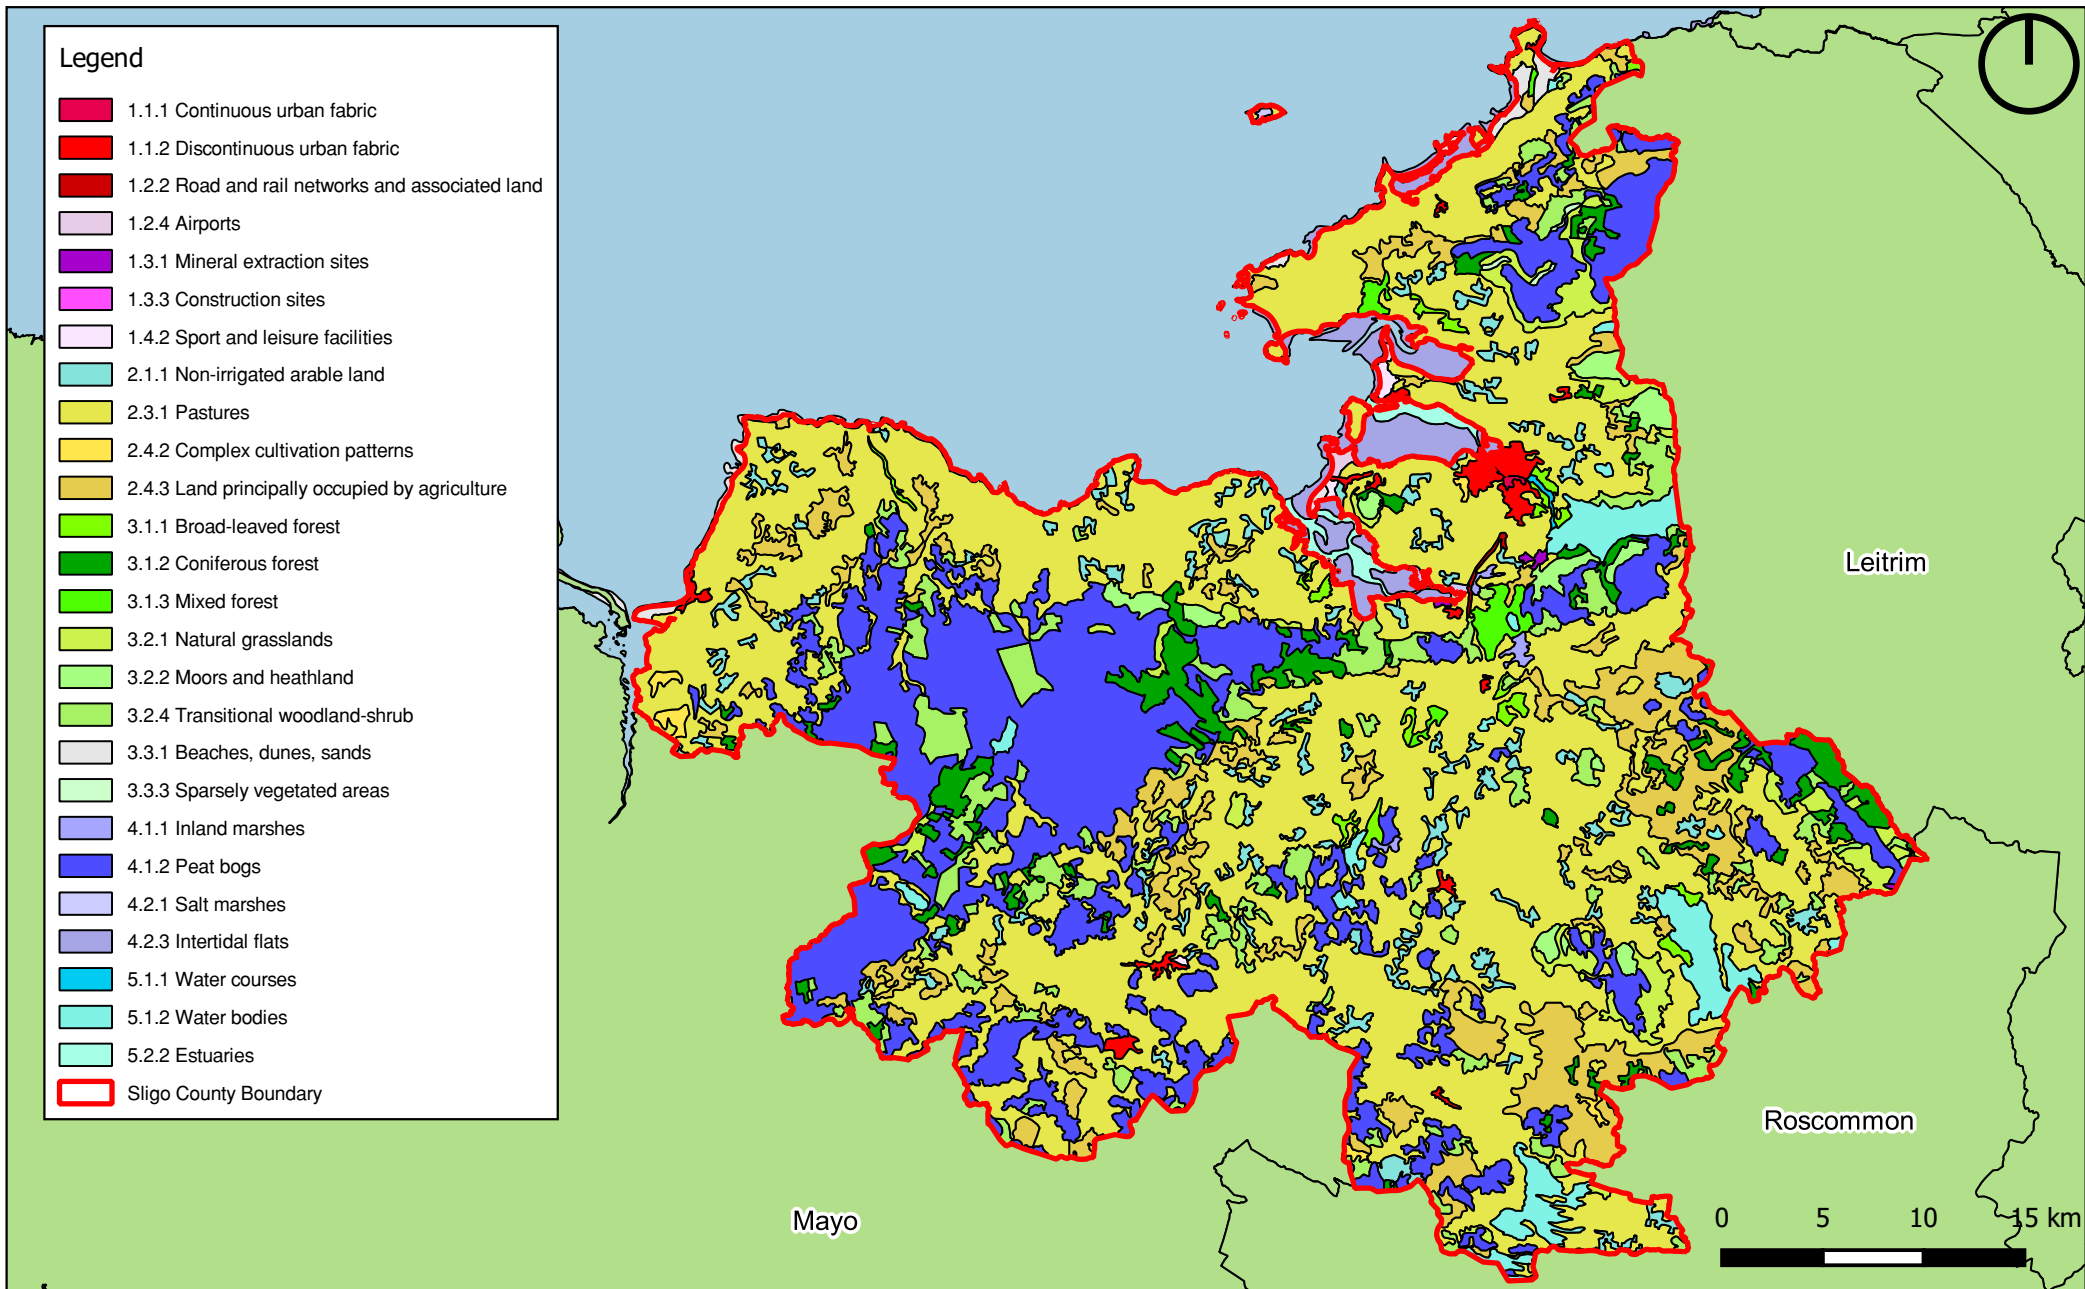 Legend
1.1.1 Continuous urban fabric
1.1.2 Discontinuous urban fabric
1.2.2 Road and rail networks and associated land
1.2.4 Airports
1.3.1 Mineral extraction sites
1.3.3 Construction sites
1.4.2 Sport and leisure facilities
2.1.1 Non-irrigated arable land
2.3.1 Pastures
2.4.2 Complex cultivation patterns
2.4.3 Land principally occupied by agriculture
3.1.1 Broad-leaved forest
3.1.2 Coniferous forest
3.1.3 Mixed forest
3.2.1 Natural grasslands
3.2.2 Moors and heathland
3.2.4 Transitional woodland-shrub
3.3.1 Beaches, dunes, sands
3.3.3 Sparsely vegetated areas
4.1.1 Inland marshes
4.1.2 Peat bogs
4.2.1 Salt marshes
4.2.3 Intertidal flats
5.1.1 Water courses
5.1.2 Water bodies
5.2.2 Estuaries
Sligo County Boundary
Leitrim
Roscommon
Mayo
0 5 10 15 km